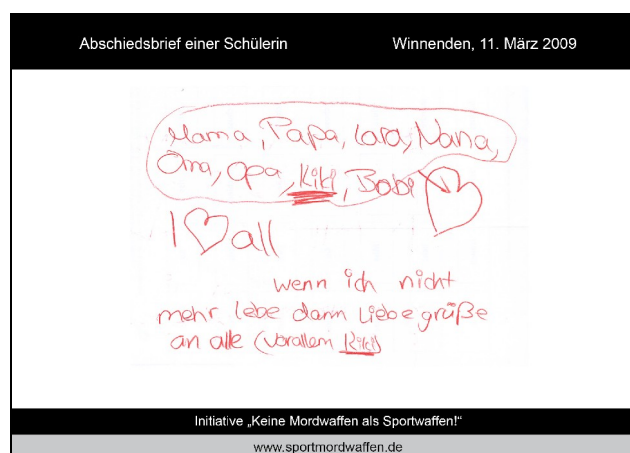 Abschiedsbrief einer Schülerin Winnenden, 11. März 2009
Mama, Papa, Lara, Nana,
Oma, Opa, Kiki, Bobi ♡
I ♡ all
wenn ich nicht
mehr lebe dann Liebe grüße
an alle (vorallem Kiki)
Initiative „Keine Mordwaffen als Sportwaffen!“
www.sportmordwaffen.de